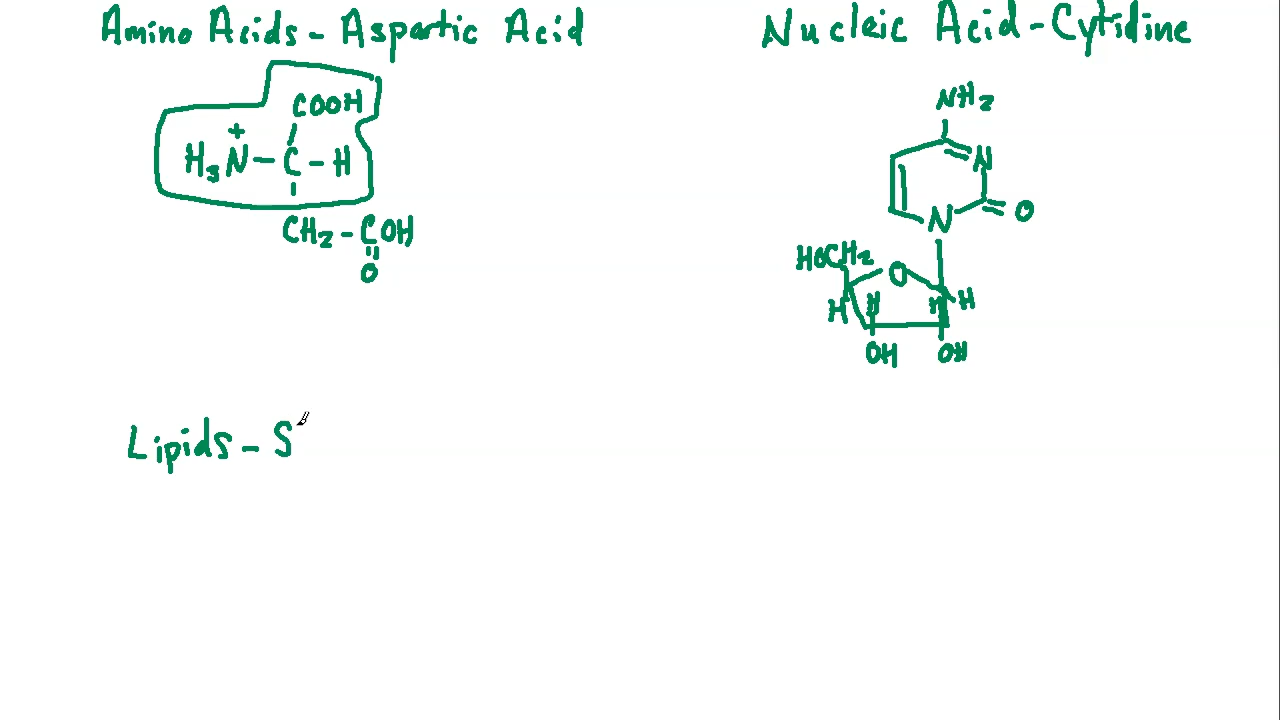 Amino Acids - Aspartic Acid
COOH
+
H3N - C - H
CH2 - COH
O
Nucleic Acid - Cytidine
NH2
N
N
O
HOCH2
O
H H H H
OH OH
Lipids - S